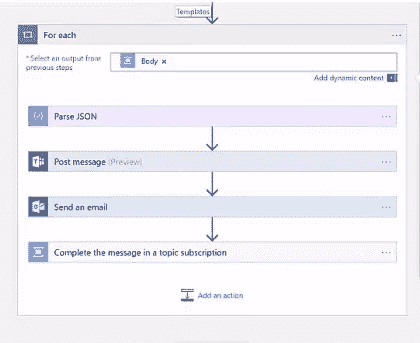 Templates
For each
...
* Select an output from
previous steps
Body ×
Add dynamic content
Parse JSON
...
Post message (Preview)
...
Send an email
...
Complete the message in a topic subscription
...
Add an action